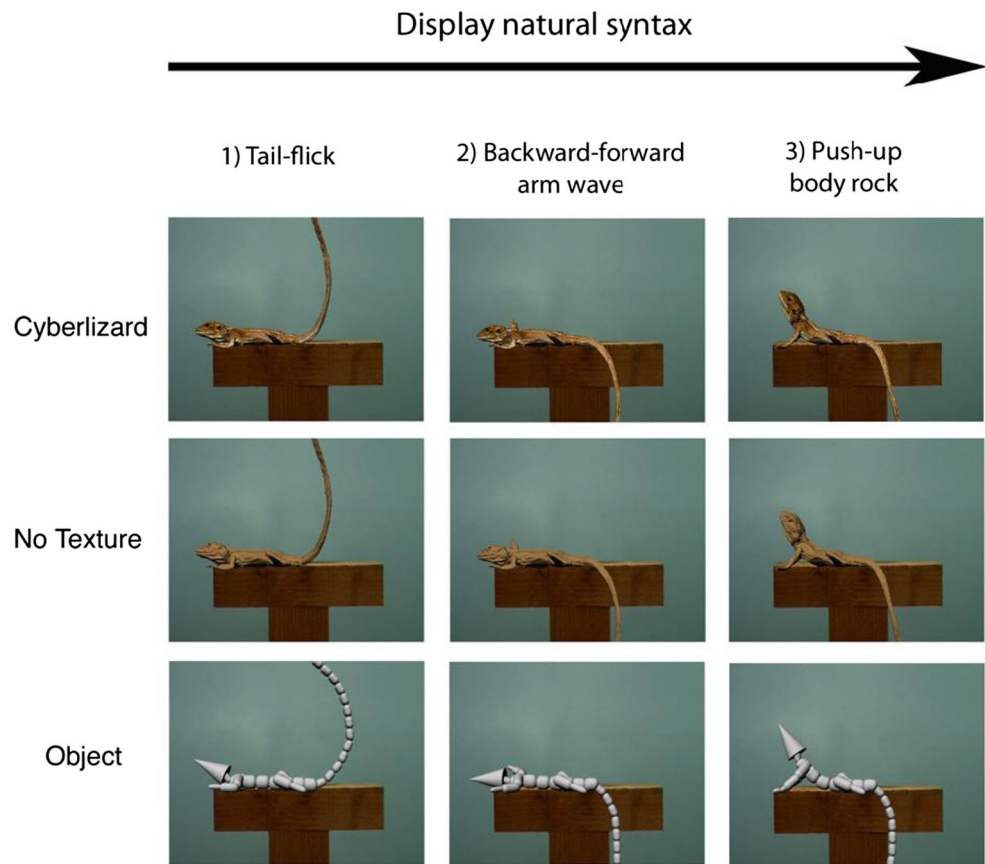 Display natural syntax
1) Tail-flick
2) Backward-forward
arm wave
3) Push-up
body rock
Cyberlizard
No Texture
Object